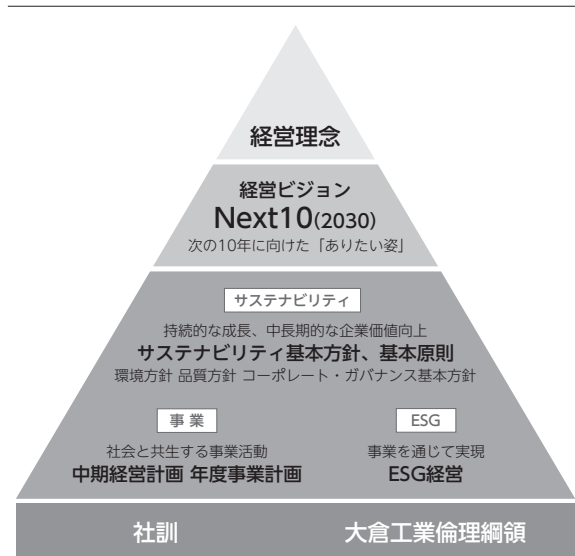 経営理念
経営ビジョン
Next10(2030)
次の10年に向けた「ありたい姿」
サステナビリティ
持続的な成長、中長期的な企業価値向上
サステナビリティ基本方針、基本原則
環境方針 品質方針 コーポレート・ガバナンス基本方針
事 業
社会と共生する事業活動
中期経営計画 年度事業計画
ESG
事業を通じて実現
ESG経営
社訓
大倉工業倫理綱領